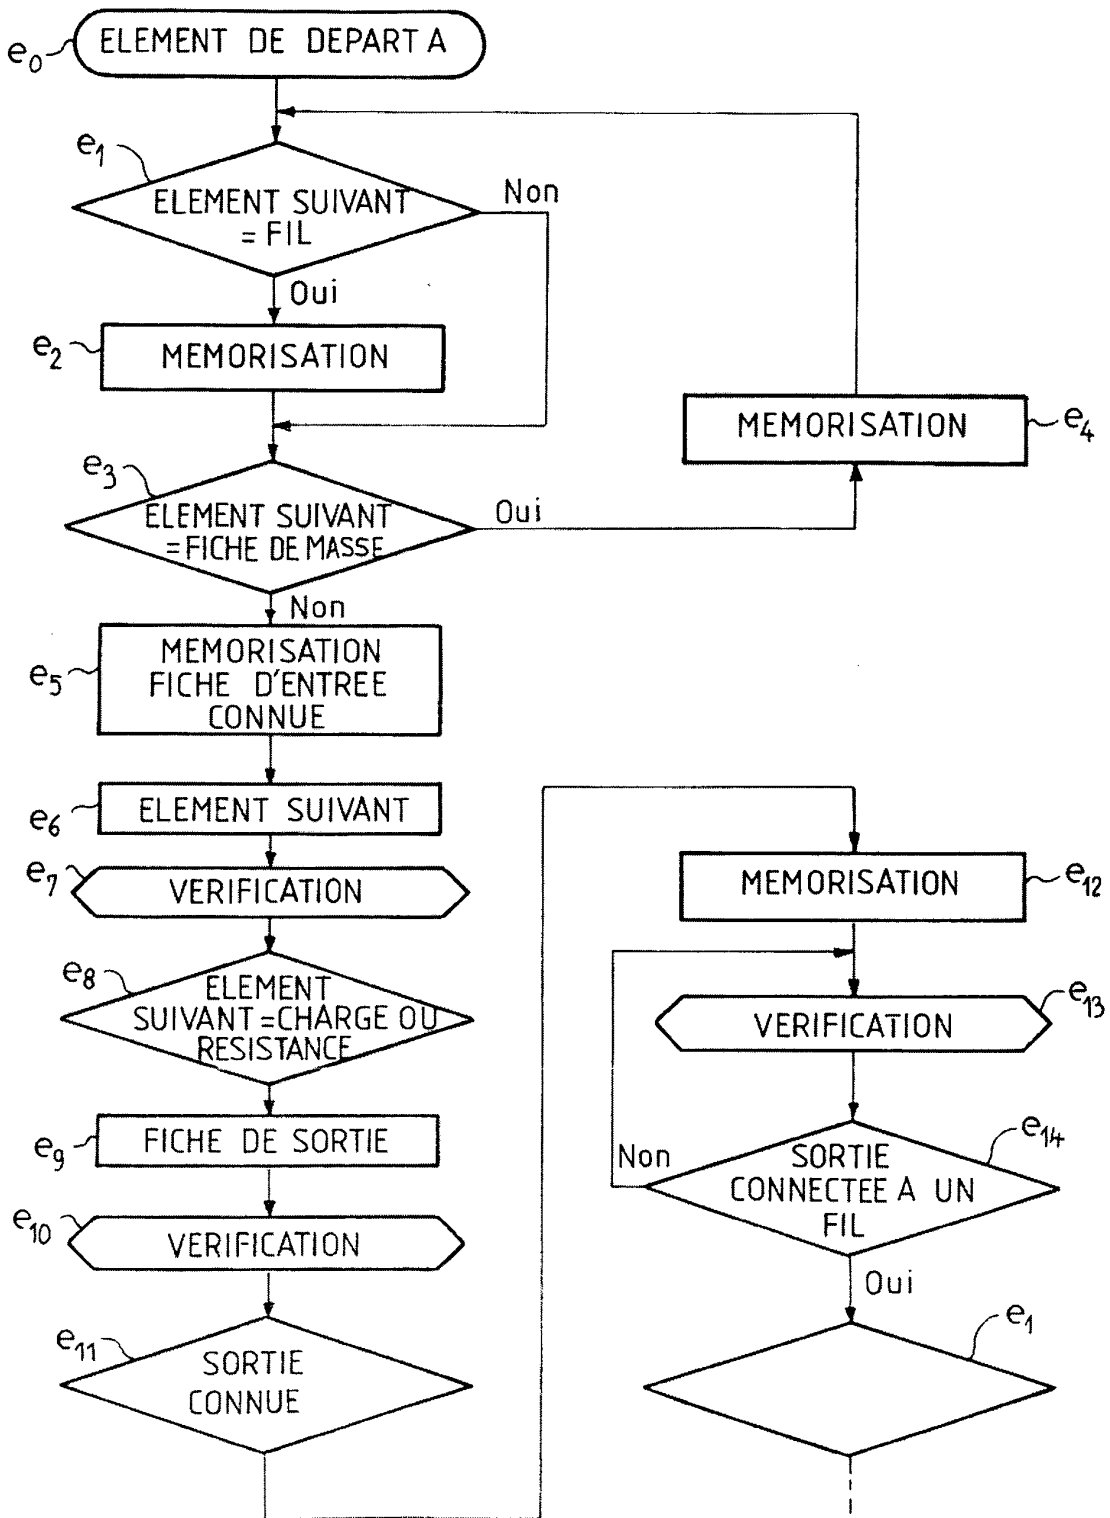 e0
ELEMENT DE DEPART A
e1
ELEMENT SUIVANT
= FIL
Non
Oui
e2
MEMORISATION
MEMORISATION
e4
e3
ELEMENT SUIVANT
=FICHE DE MASSE
Oui
Non
e5
MEMORISATION
FICHE D'ENTREE
CONNUE
e6
ELEMENT SUIVANT
e7
VERIFICATION
e8
ELEMENT
SUIVANT=CHARGE OU
RESISTANCE
e9
FICHE DE SORTIE
e10
VERIFICATION
e11
SORTIE
CONNUE
MEMORISATION
e12
VERIFICATION
e13
e14
Non
SORTIE
CONNECTEE A UN
FIL
Oui
e1